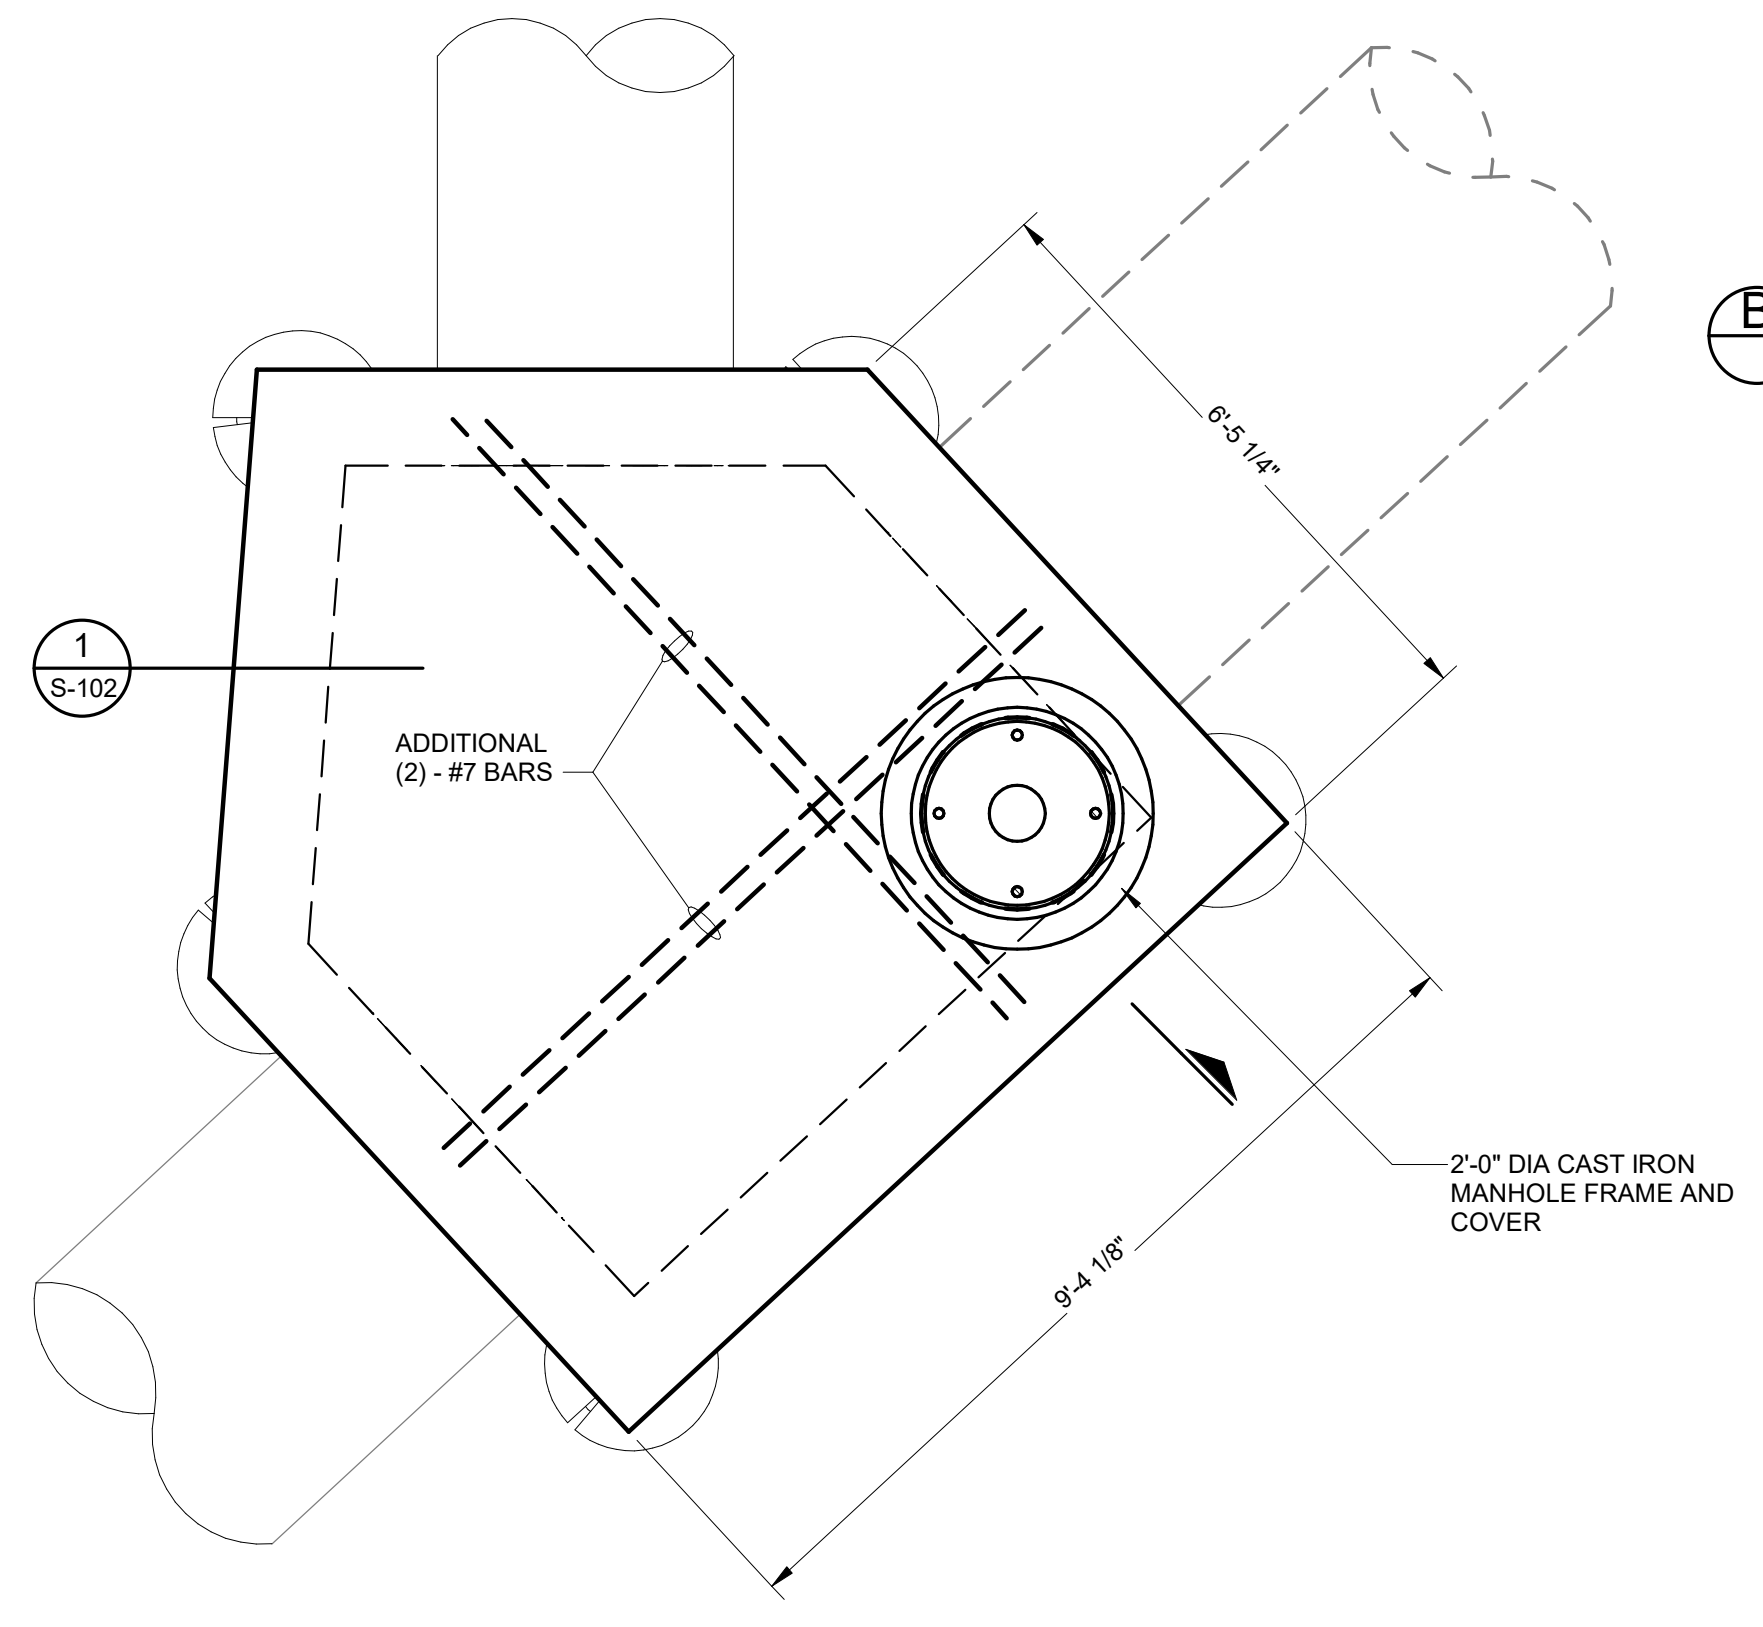 B
6'-5 1/4"
1
S-102
ADDITIONAL
(2) - #7 BARS
2'-0" DIA CAST IRON
MANHOLE FRAME AND
COVER
9'-4 1/8"